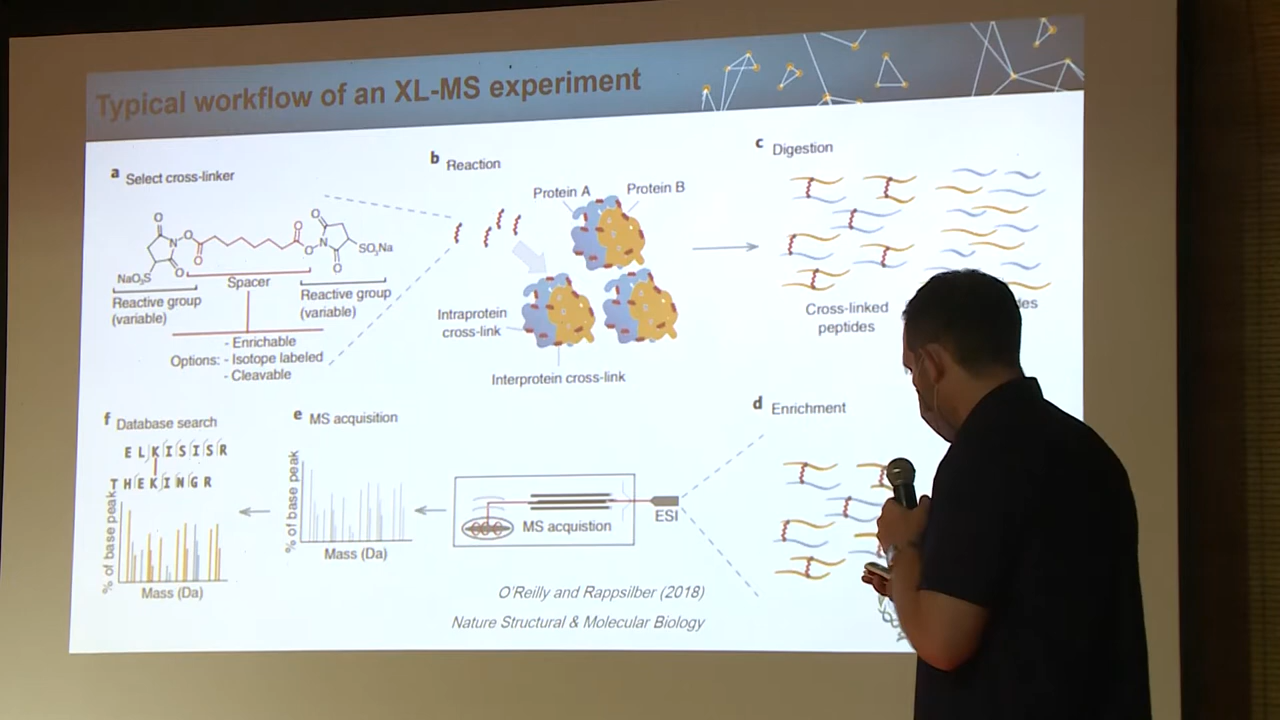 Typical workflow of an XL-MS experiment
a Select cross-linker
O
O
O
O
N
O
O
N
O
O
O
O
SO₃Na
NaO₃S
Reactive group
(variable)
Spacer
Reactive group
(variable)
Options:
- Enrichable
- Isotope labeled
- Cleavable
b Reaction
Protein A
Protein B
Intraprotein
cross-link
Interprotein cross-link
c Digestion
Cross-linked
peptides
d Enrichment
ESI
MS acquistion
e MS acquisition
% of base peak
Mass (Da)
f Database search
E L K I S I S R
T H E K I N G R
% of base peak
Mass (Da)
O'Reilly and Rappsilber (2018)
Nature Structural & Molecular Biology